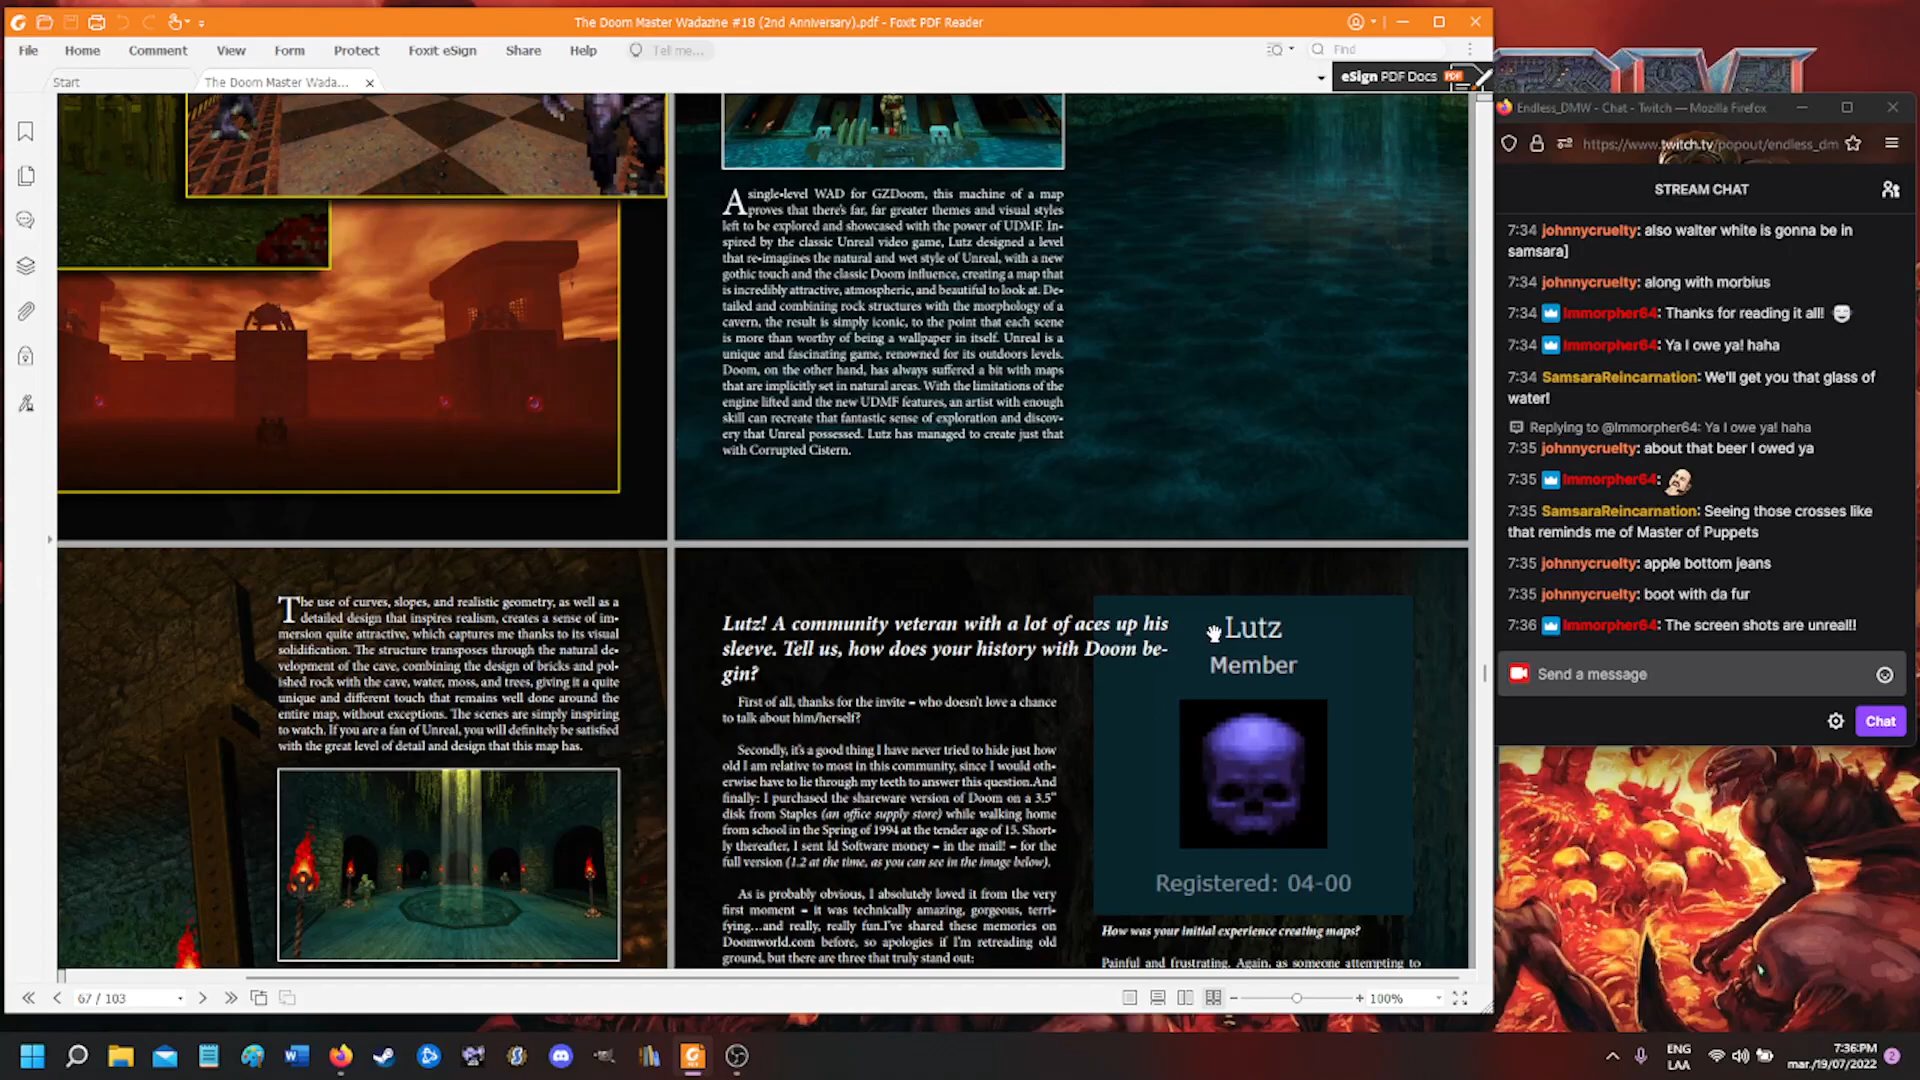 The Doom Master Wadazine #18 (2nd Anniversary).pdf - Foxit PDF Reader
File Home Comment View Form Protect Foxit eSign Share Help Tell me... Find
Start The Doom Master Wada... eSign PDF Docs PDF
A single-level WAD for GZDoom, this machine of a map
proves that there's far, far greater themes and visual styles
left to be explored and showcased with the power of UDMF. In-
spired by the classic Unreal video game, Lutz designed a level
that re-imagines the natural and wet style of Unreal, with a new
gothic touch and the classic Doom influence, creating a map that
is incredibly attractive, atmospheric, and beautiful to look at. De-
tailed and combining rock structures with the morphology of a
cavern, the result is simply iconic, to the point that each scene
is more than worthy of being a wallpaper in itself. Unreal is a
unique and fascinating game, renowned for its outdoors levels.
Doom, on the other hand, has always suffered a bit with maps
that are implicitly set in natural areas. With the limitations of the
engine lifted and the new UDMF features, an artist with enough
skill can recreate that fantastic sense of exploration and discov-
ery that Unreal possessed. Lutz has managed to create just that
with Corrupted Cistern.
The use of curves, slopes, and realistic geometry, as well as a
detailed design that inspires realism, creates a sense of im-
mersion quite attractive, which captures me thanks to its visual
solidification. The structure transposes through the natural de-
velopment of the cave, combining the design of bricks and pol-
ished rock with the cave, water, moss, and trees, giving it a quite
unique and different touch that remains well done around the
entire map, without exceptions. The scenes are simply inspiring
to watch. If you are a fan of Unreal, you will definitely be satisfied
with the great level of detail and design that this map has.
Lutz! A community veteran with a lot of aces up his
sleeve. Tell us, how does your history with Doom be-
gin?
First of all, thanks for the invite – who doesn't love a chance
to talk about him/herself?
Secondly, it's a good thing I have never tried to hide just how
old I am relative to most in this community, since I would oth-
erwise have to lie through my teeth to answer this question.And
finally: I purchased the shareware version of Doom on a 3.5"
disk from Staples (an office supply store) while walking home
from school in the Spring of 1994 at the tender age of 15. Short-
ly thereafter, I sent Id Software money – in the mail! – for the
full version (1.2 at the time, as you can see in the image below).
As is probably obvious, I absolutely loved it from the very
first moment – it was technically amazing, gorgeous, terri-
fying…and really, really fun.I've shared these memories on
Doomworld.com before, so apologies if I'm retreading old
ground, but there are three that truly stand out:
Lutz
Member
Registered: 04-00
How was your initial experience creating maps?
Painful and frustrating. Again, as someone attempting to
67 / 103
100%
Endless_DMW - Chat - Twitch — Mozilla Firefox
https://www.twitch.tv/popout/endless_dm
STREAM CHAT
7:34 johnnycruelty: also walter white is gonna be in
samsara]
7:34 johnnycruelty: along with morbius
7:34 Immorpher64: Thanks for reading it all!
7:34 Immorpher64: Ya I owe ya! haha
7:34 SamsaraReincarnation: We'll get you that glass of
water!
Replying to @Immorpher64: Ya I owe ya! haha
7:35 johnnycruelty: about that beer I owed ya
7:35 Immorpher64:
7:35 SamsaraReincarnation: Seeing those crosses like
that reminds me of Master of Puppets
7:35 johnnycruelty: apple bottom jeans
7:35 johnnycruelty: boot with da fur
7:36 Immorpher64: The screen shots are unreal!!
Send a message
Chat
ENG
LAA
7:36PM
mar./19/07/2022
2